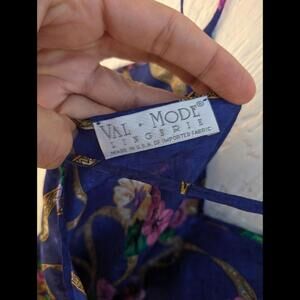 VAL · MODE®
LINGERIE
MADE IN U.S.A. OF IMPORTED FABRIC